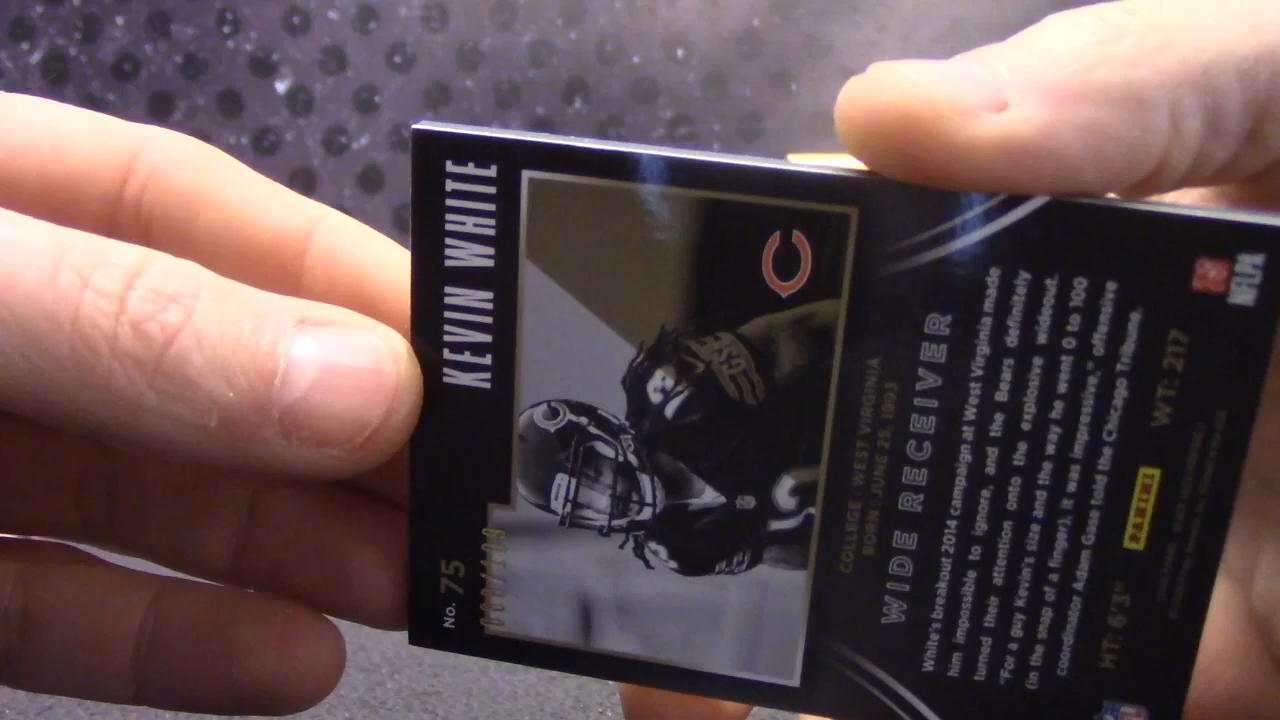 No. 75
KEVIN WHITE
COLLEGE: WEST VIRGINIA
BORN: JUNE 25, 1993
WIDE RECEIVER
White's breakout 2014 campaign at West Virginia made
him impossible to ignore, and the Bears definitely
turned their attention onto the explosive wideout.
"For a guy Kevin's size and the way he went 0 to 100
(in the snap of a finger), it was impressive," offensive
coordinator Adam Gase told the Chicago Tribune.
HT: 6'3" WT: 217
PANINI
NFLPA